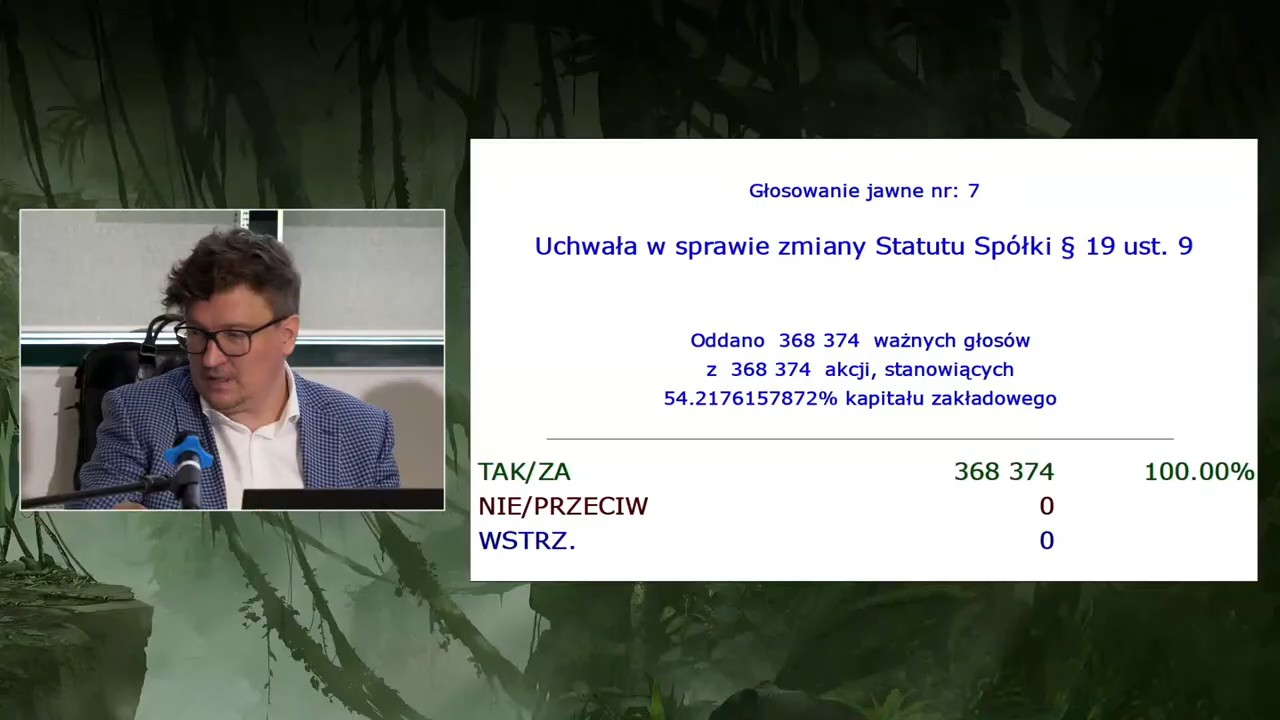 Głosowanie jawne nr: 7
Uchwała w sprawie zmiany Statutu Spółki § 19 ust. 9
Oddano 368 374 ważnych głosów
z 368 374 akcji, stanowiących
54.2176157872% kapitału zakładowego
TAK/ZA 368 374 100.00%
NIE/PRZECIW 0
WSTRZ. 0